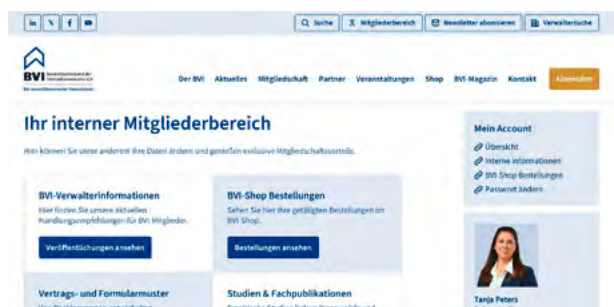 in X f
Suche
Mitgliederbereich
Newsletter abonnieren
Verwaltersuche
BVI
Der BVI Aktuelles Mitgliedschaft Partner Veranstaltungen Shop BVI-Magazin Kontakt Abmelden
Ihr interner Mitgliederbereich
Hier können Sie unter anderem Ihre Daten ändern und genießen exklusive Mitgliedschaftsvorteile.
BVI-Verwalterinformationen
Hier finden Sie unsere aktuellen
Handlungsempfehlungen für BVI-Mitglieder.
Veröffentlichungen ansehen
BVI-Shop Bestellungen
Sehen Sie hier Ihre getätigten Bestellungen im
BVI-Shop.
Bestellungen ansehen
Vertrags- und Formularmuster
Studien & Fachpublikationen
Mein Account
Übersicht
Interne Informationen
BVI Shop Bestellungen
Passwort ändern
Tanja Peters